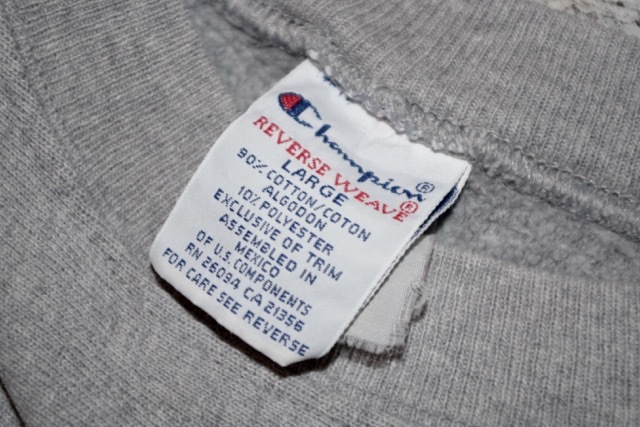 Champion®
REVERSE WEAVE®
LARGE
90% COTTON/COTON
ALGODON
10% POLYESTER
EXCLUSIVE OF TRIM
ASSEMBLED IN
MEXICO
OF U.S. COMPONENTS
RN 26094 CA 21356
FOR CARE SEE REVERSE